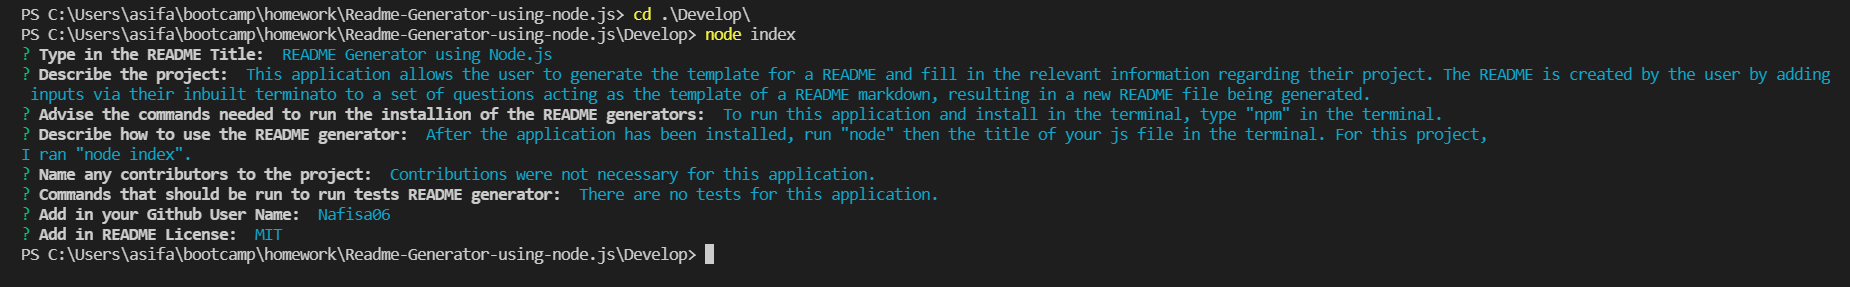 PS C:\Users\asifa\bootcamp\homework\Readme-Generator-using-node.js> cd .\Develop\
PS C:\Users\asifa\bootcamp\homework\Readme-Generator-using-node.js\Develop> node index
? Type in the README Title:  README Generator using Node.js
? Describe the project:  This application allows the user to generate the template for a README and fill in the relevant information regarding their project. The README is created by the user by adding
inputs via their inbuilt terminato to a set of questions acting as the template of a README markdown, resulting in a new README file being generated.
? Advise the commands needed to run the installion of the README generators:  To run this application and install in the terminal, type "npm" in the terminal.
? Describe how to use the README generator:  After the application has been installed, run "node" then the title of your js file in the terminal. For this project,
I ran "node index".
? Name any contributors to the project:  Contributions were not necessary for this application.
? Commands that should be run to run tests README generator:  There are no tests for this application.
? Add in your Github User Name:  Nafisa06
? Add in README License:  MIT
PS C:\Users\asifa\bootcamp\homework\Readme-Generator-using-node.js\Develop>